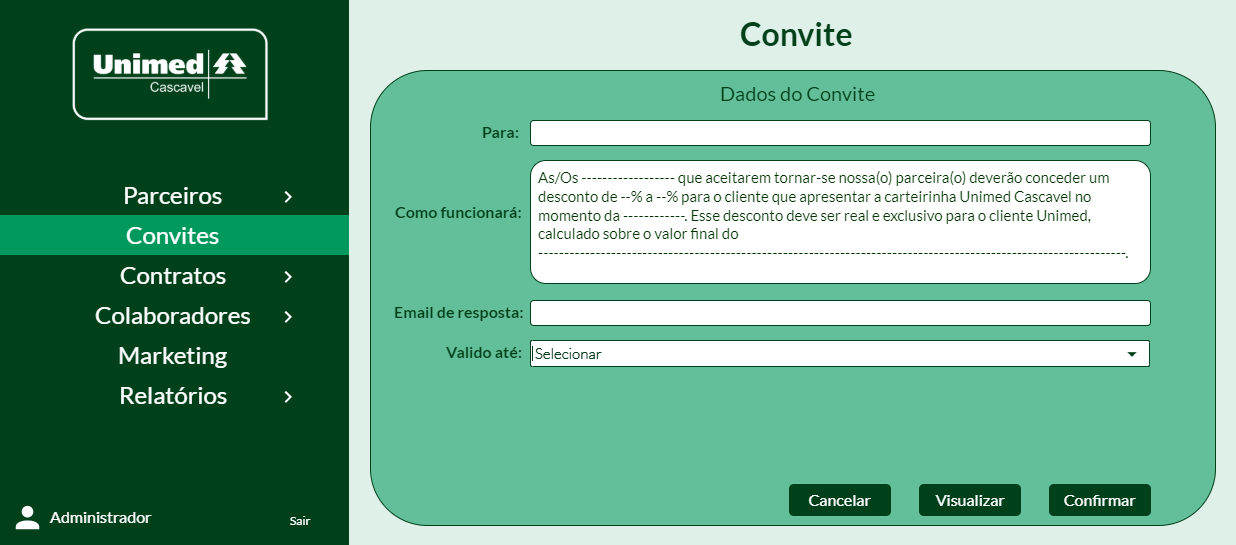 Unimed
Cascavel
Parceiros
Convites
Contratos
Colaboradores
Marketing
Relatórios
Administrador
Sair
Convite
Dados do Convite
Para:
Como funcionará:
As/Os ------------------ que aceitarem tornar-se nossa(o) parceira(o) deverão conceder um
desconto de --% a --% para o cliente que apresentar a carteirinha Unimed Cascavel no
momento da ------------. Esse desconto deve ser real e exclusivo para o cliente Unimed,
calculado sobre o valor final do
------------------------------------------------------------------------------------------------------------------.
Email de resposta:
Valido até:
Selecionar
Cancelar
Visualizar
Confirmar